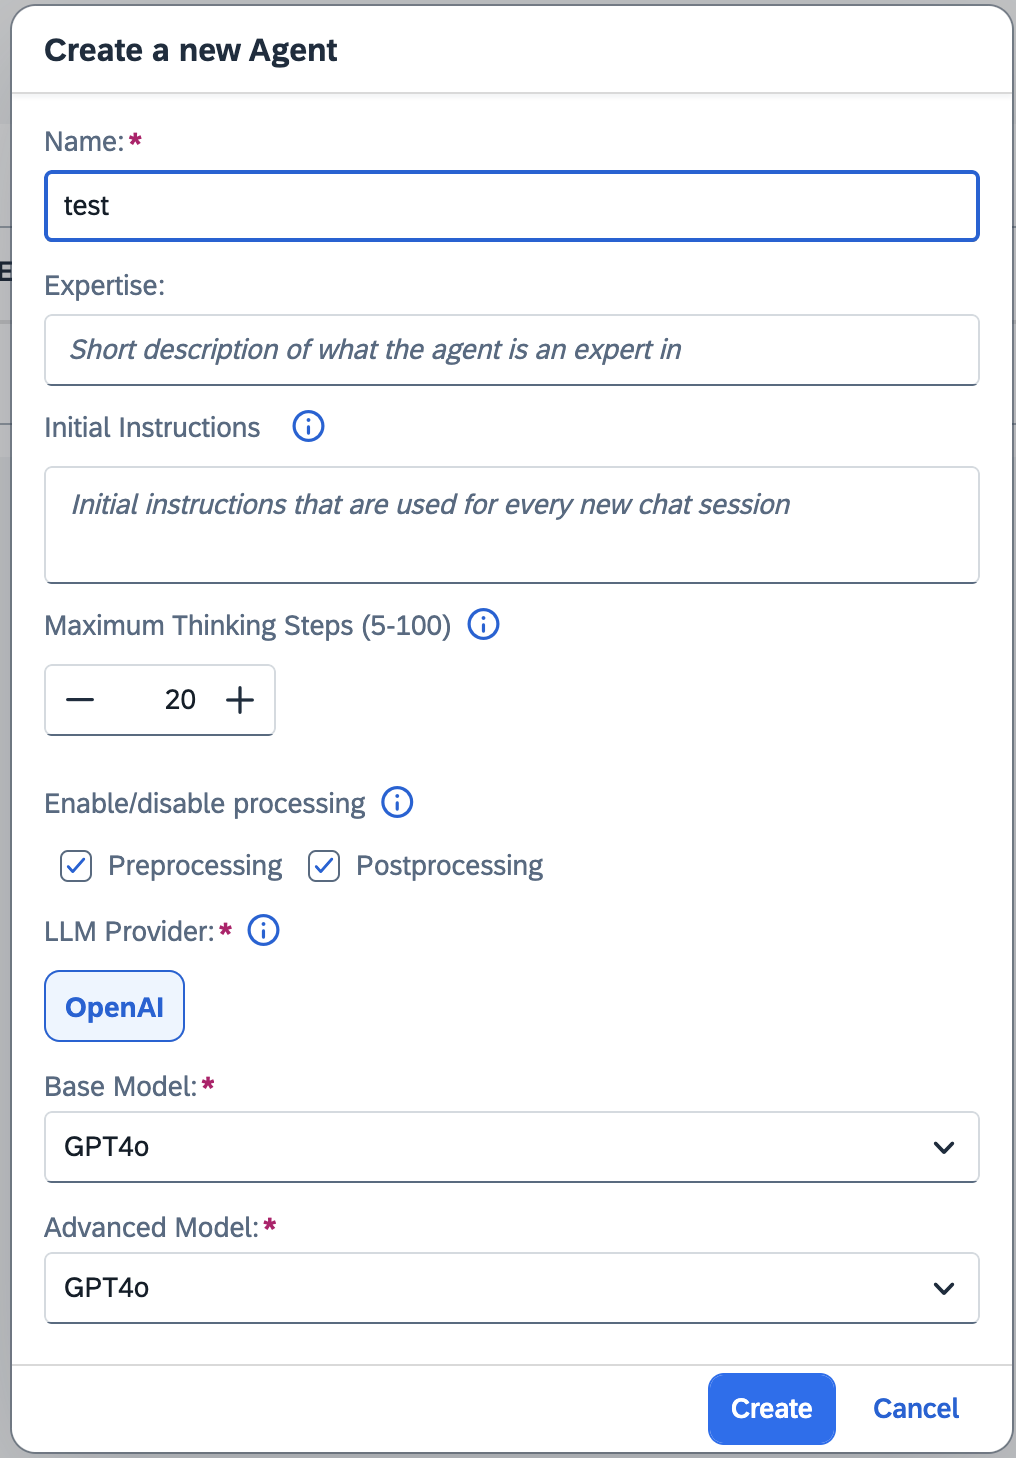 Create a new Agent
Name:*
test
E
Expertise:
Short description of what the agent is an expert in
Initial Instructions
Initial instructions that are used for every new chat session
Maximum Thinking Steps (5-100)
20
Enable/disable processing
Preprocessing Postprocessing
LLM Provider:*
OpenAI
Base Model:*
GPT4o
Advanced Model:*
GPT4o
Create Cancel